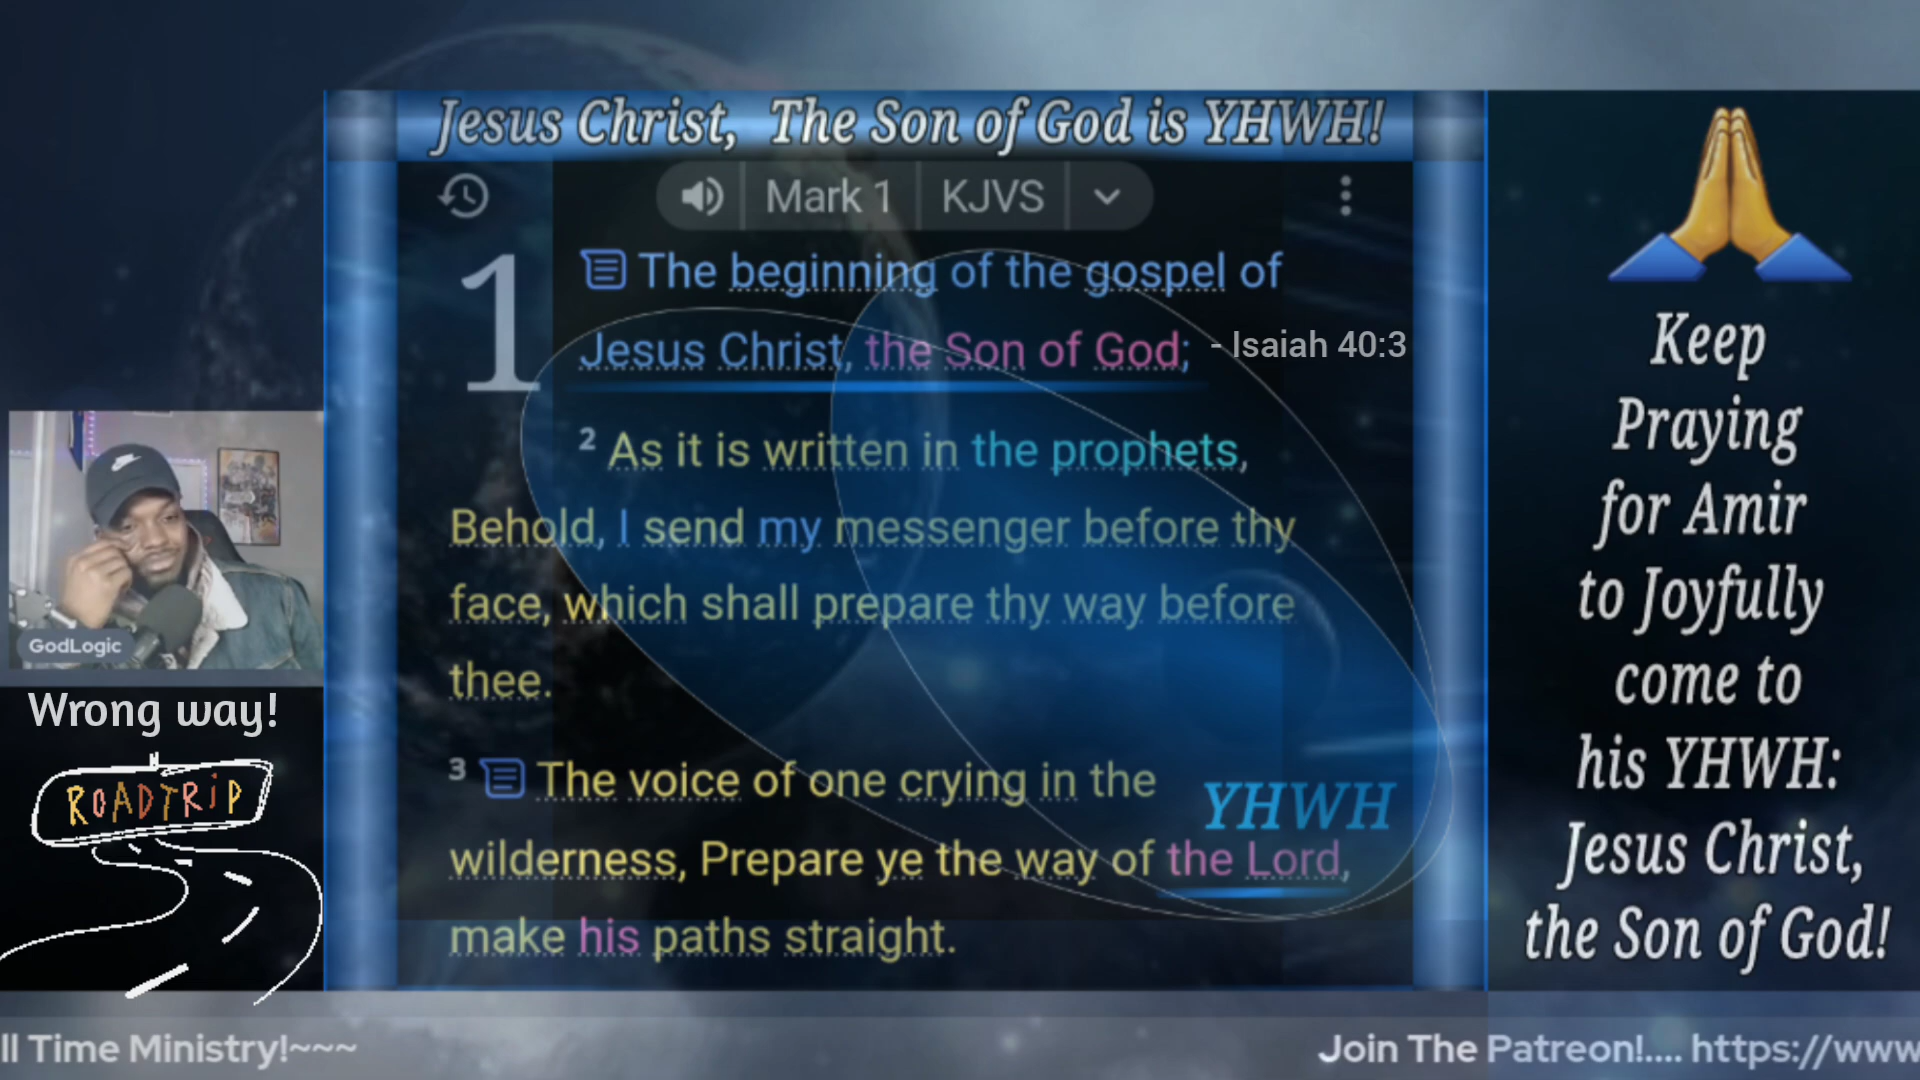 Jesus Christ, The Son of God is YHWH!
Mark 1 KJVS
1 The beginning of the gospel of
Jesus Christ, the Son of God; - Isaiah 40:3
2 As it is written in the prophets,
Behold, I send my messenger before thy
face, which shall prepare thy way before
thee.
3 The voice of one crying in the
YHWH
wilderness, Prepare ye the way of the Lord,
make his paths straight.
GodLogic
Wrong way!
ROADTRIP
Keep
Praying
for Amir
to Joyfully
come to
his YHWH:
Jesus Christ,
the Son of God!
ll Time Ministry!~~~
Join The Patreon!.... https://www